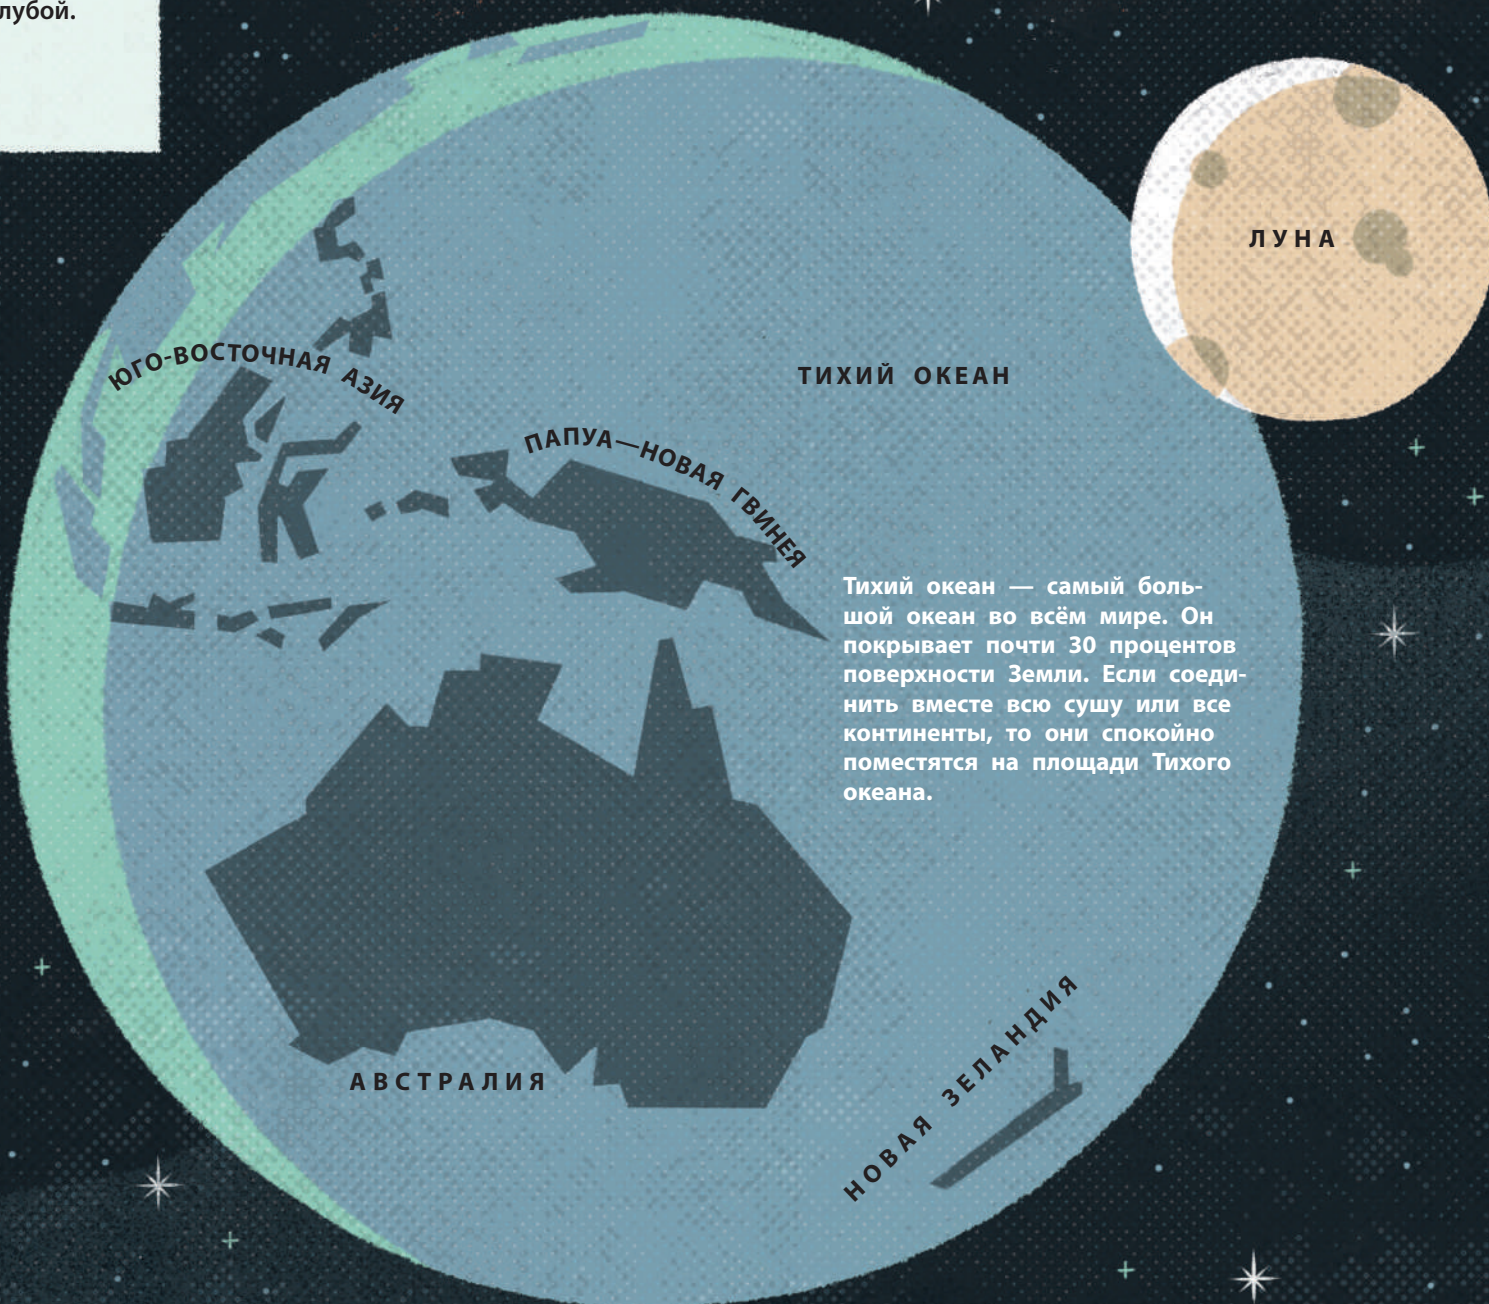 лубой.
ЛУНА
ЮГО-ВОСТОЧНАЯ АЗИЯ
ТИХИЙ ОКЕАН
ПАПУА—НОВАЯ ГВИНЕЯ
Тихий океан — самый боль-
шой океан во всём мире. Он
покрывает почти 30 процентов
поверхности Земли. Если соеди-
нить вместе всю сушу или все
континенты, то они спокойно
поместятся на площади Тихого
океана.
НОВАЯ ЗЕЛАНДИЯ
АВСТРАЛИЯ